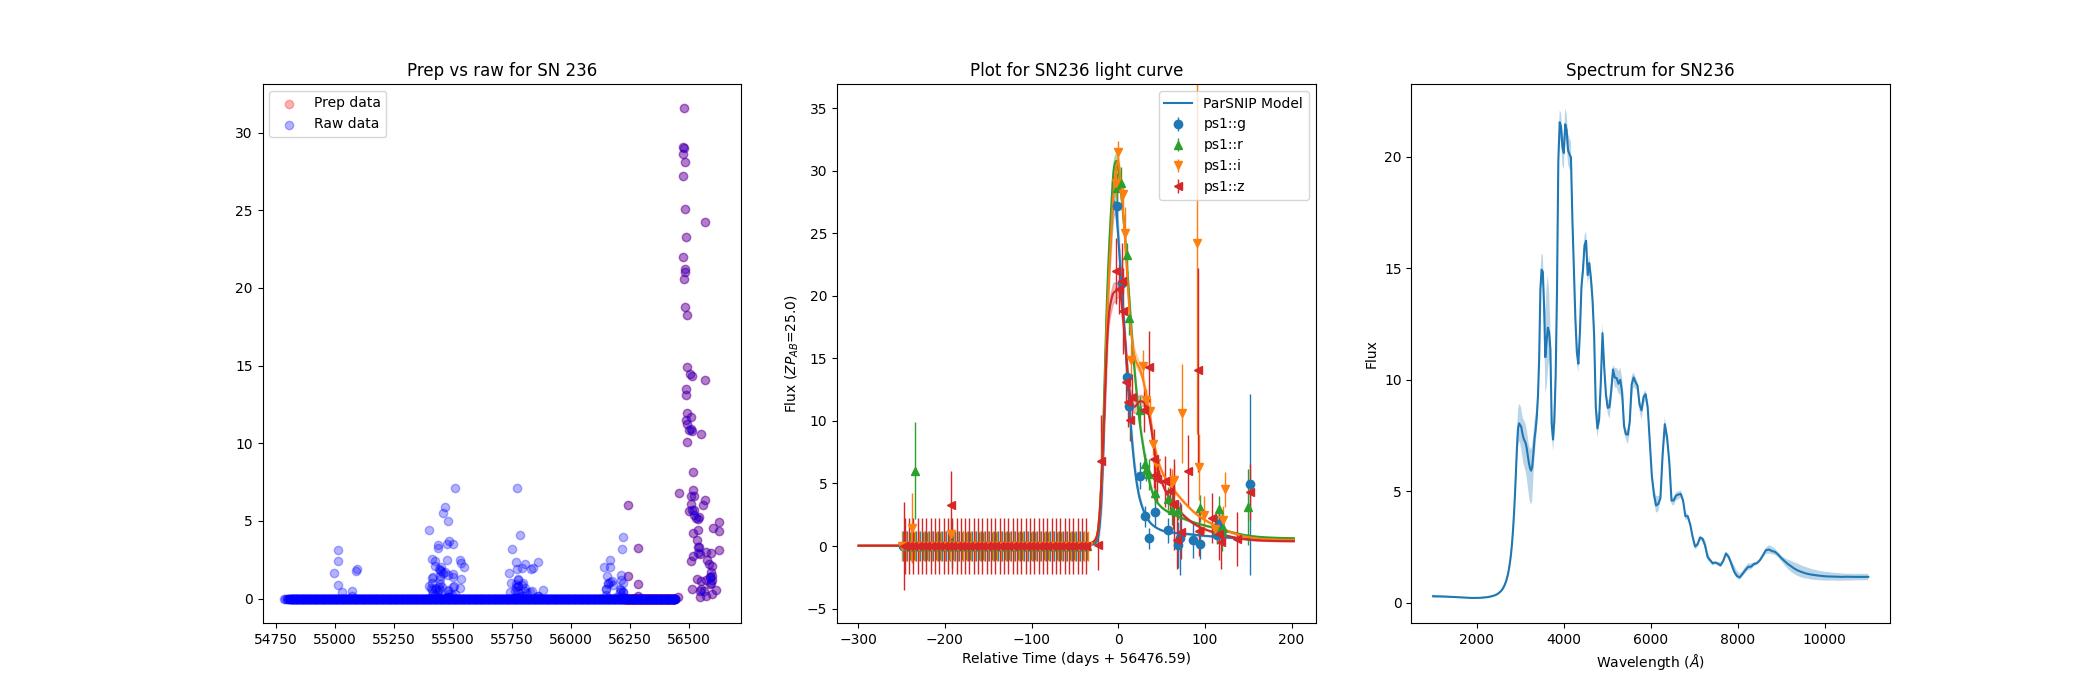 Prep vs raw for SN 236
Prep data
Raw data
30
25
20
15
10
5
0
54750 55000 55250 55500 55750 56000 56250 56500
Plot for SN236 light curve
ParSNIP Model
ps1::g
ps1::r
ps1::i
ps1::z
Flux (ZP_AB=25.0)
35
30
25
20
15
10
5
0
−5
−300 −200 −100 0 100 200
Relative Time (days + 56476.59)
Spectrum for SN236
Flux
20
15
10
5
0
2000 4000 6000 8000 10000
Wavelength (Å)